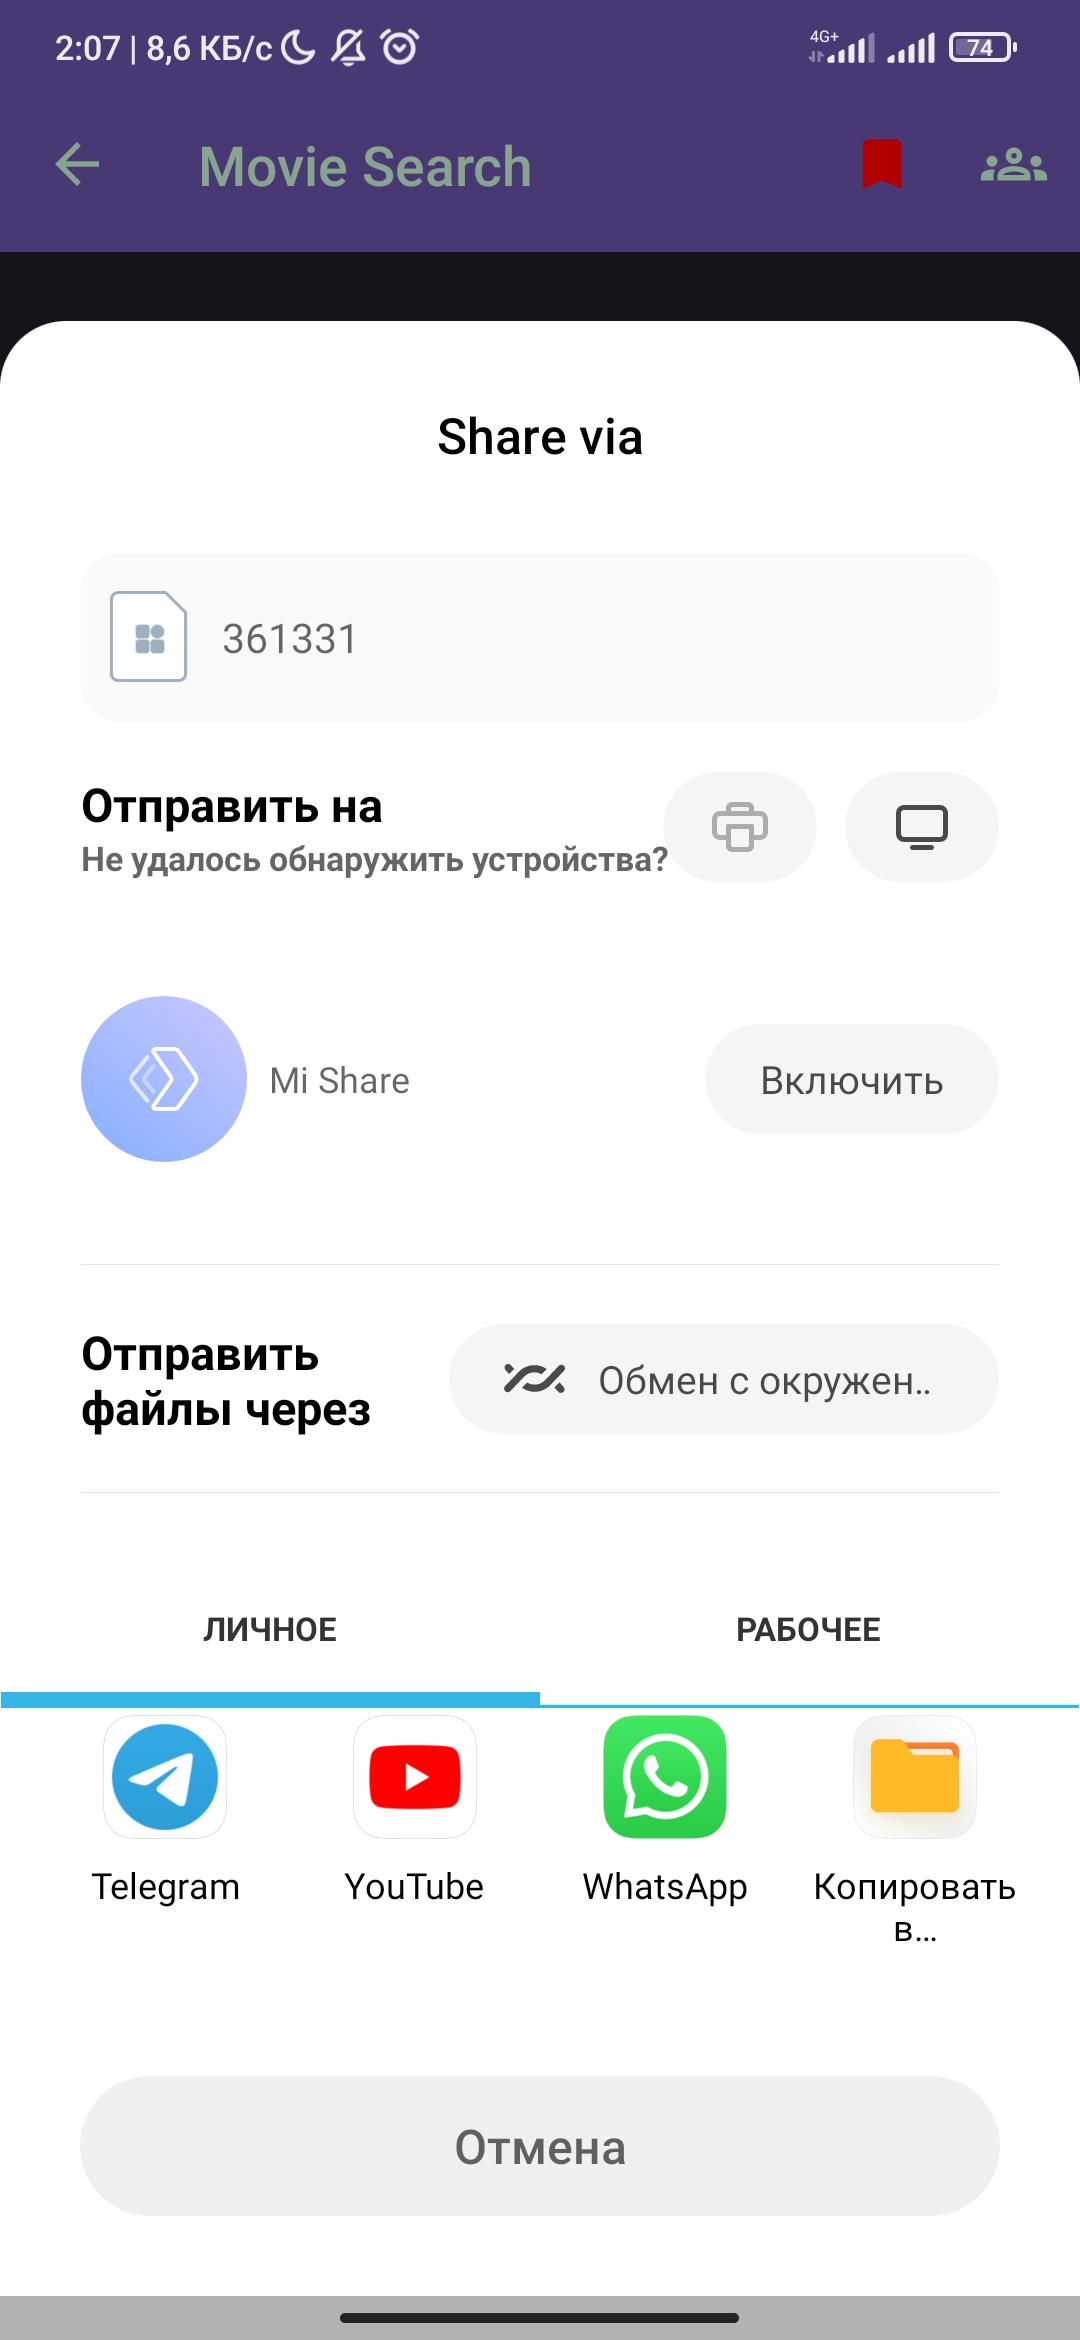 2:07 | 8,6 КБ/с
4G+
74
Movie Search
Share via
361331
Отправить на
Не удалось обнаружить устройства?
Mi Share
Включить
Отправить
файлы через
Обмен с окружен..
ЛИЧНОЕ
РАБОЧЕЕ
Telegram
YouTube
WhatsApp
Копировать
в...
Отмена